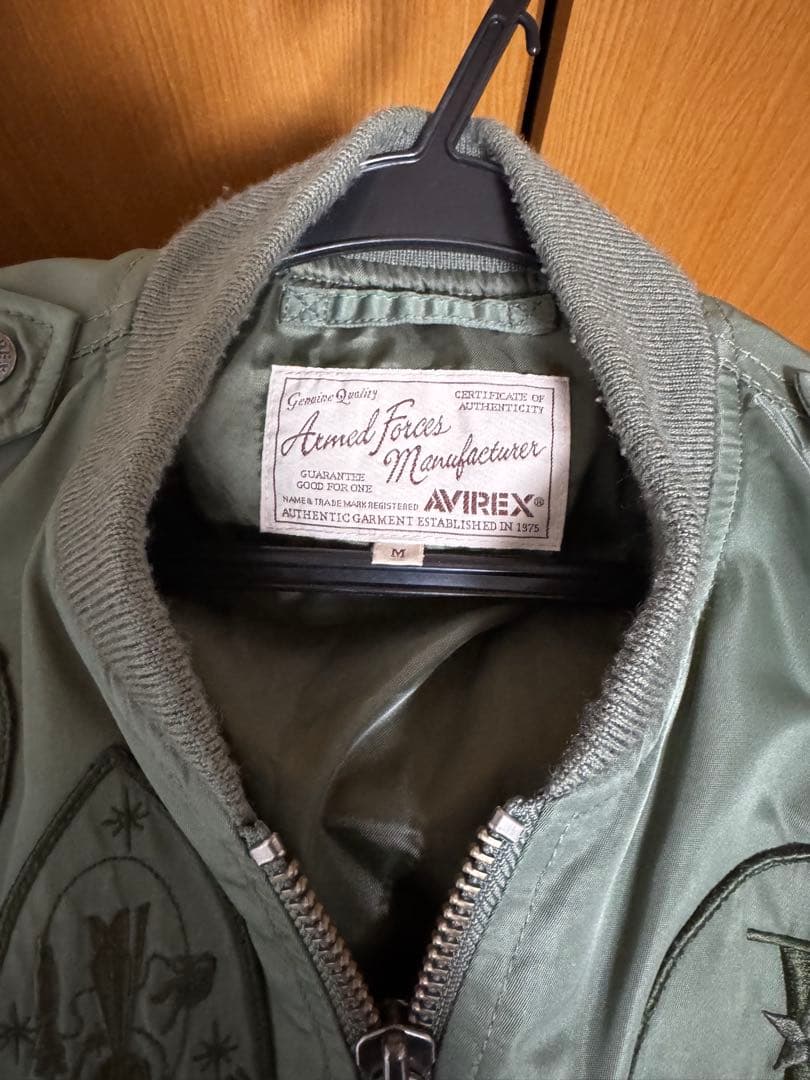 Genuine Quality
CERTIFICATE OF
AUTHENTICITY
Armed Forces
Manufacturer
GUARANTEE
GOOD FOR ONE
NAME & TRADE MARK REGISTERED AVIREX®
AUTHENTIC GARMENT ESTABLISHED IN 1975
M